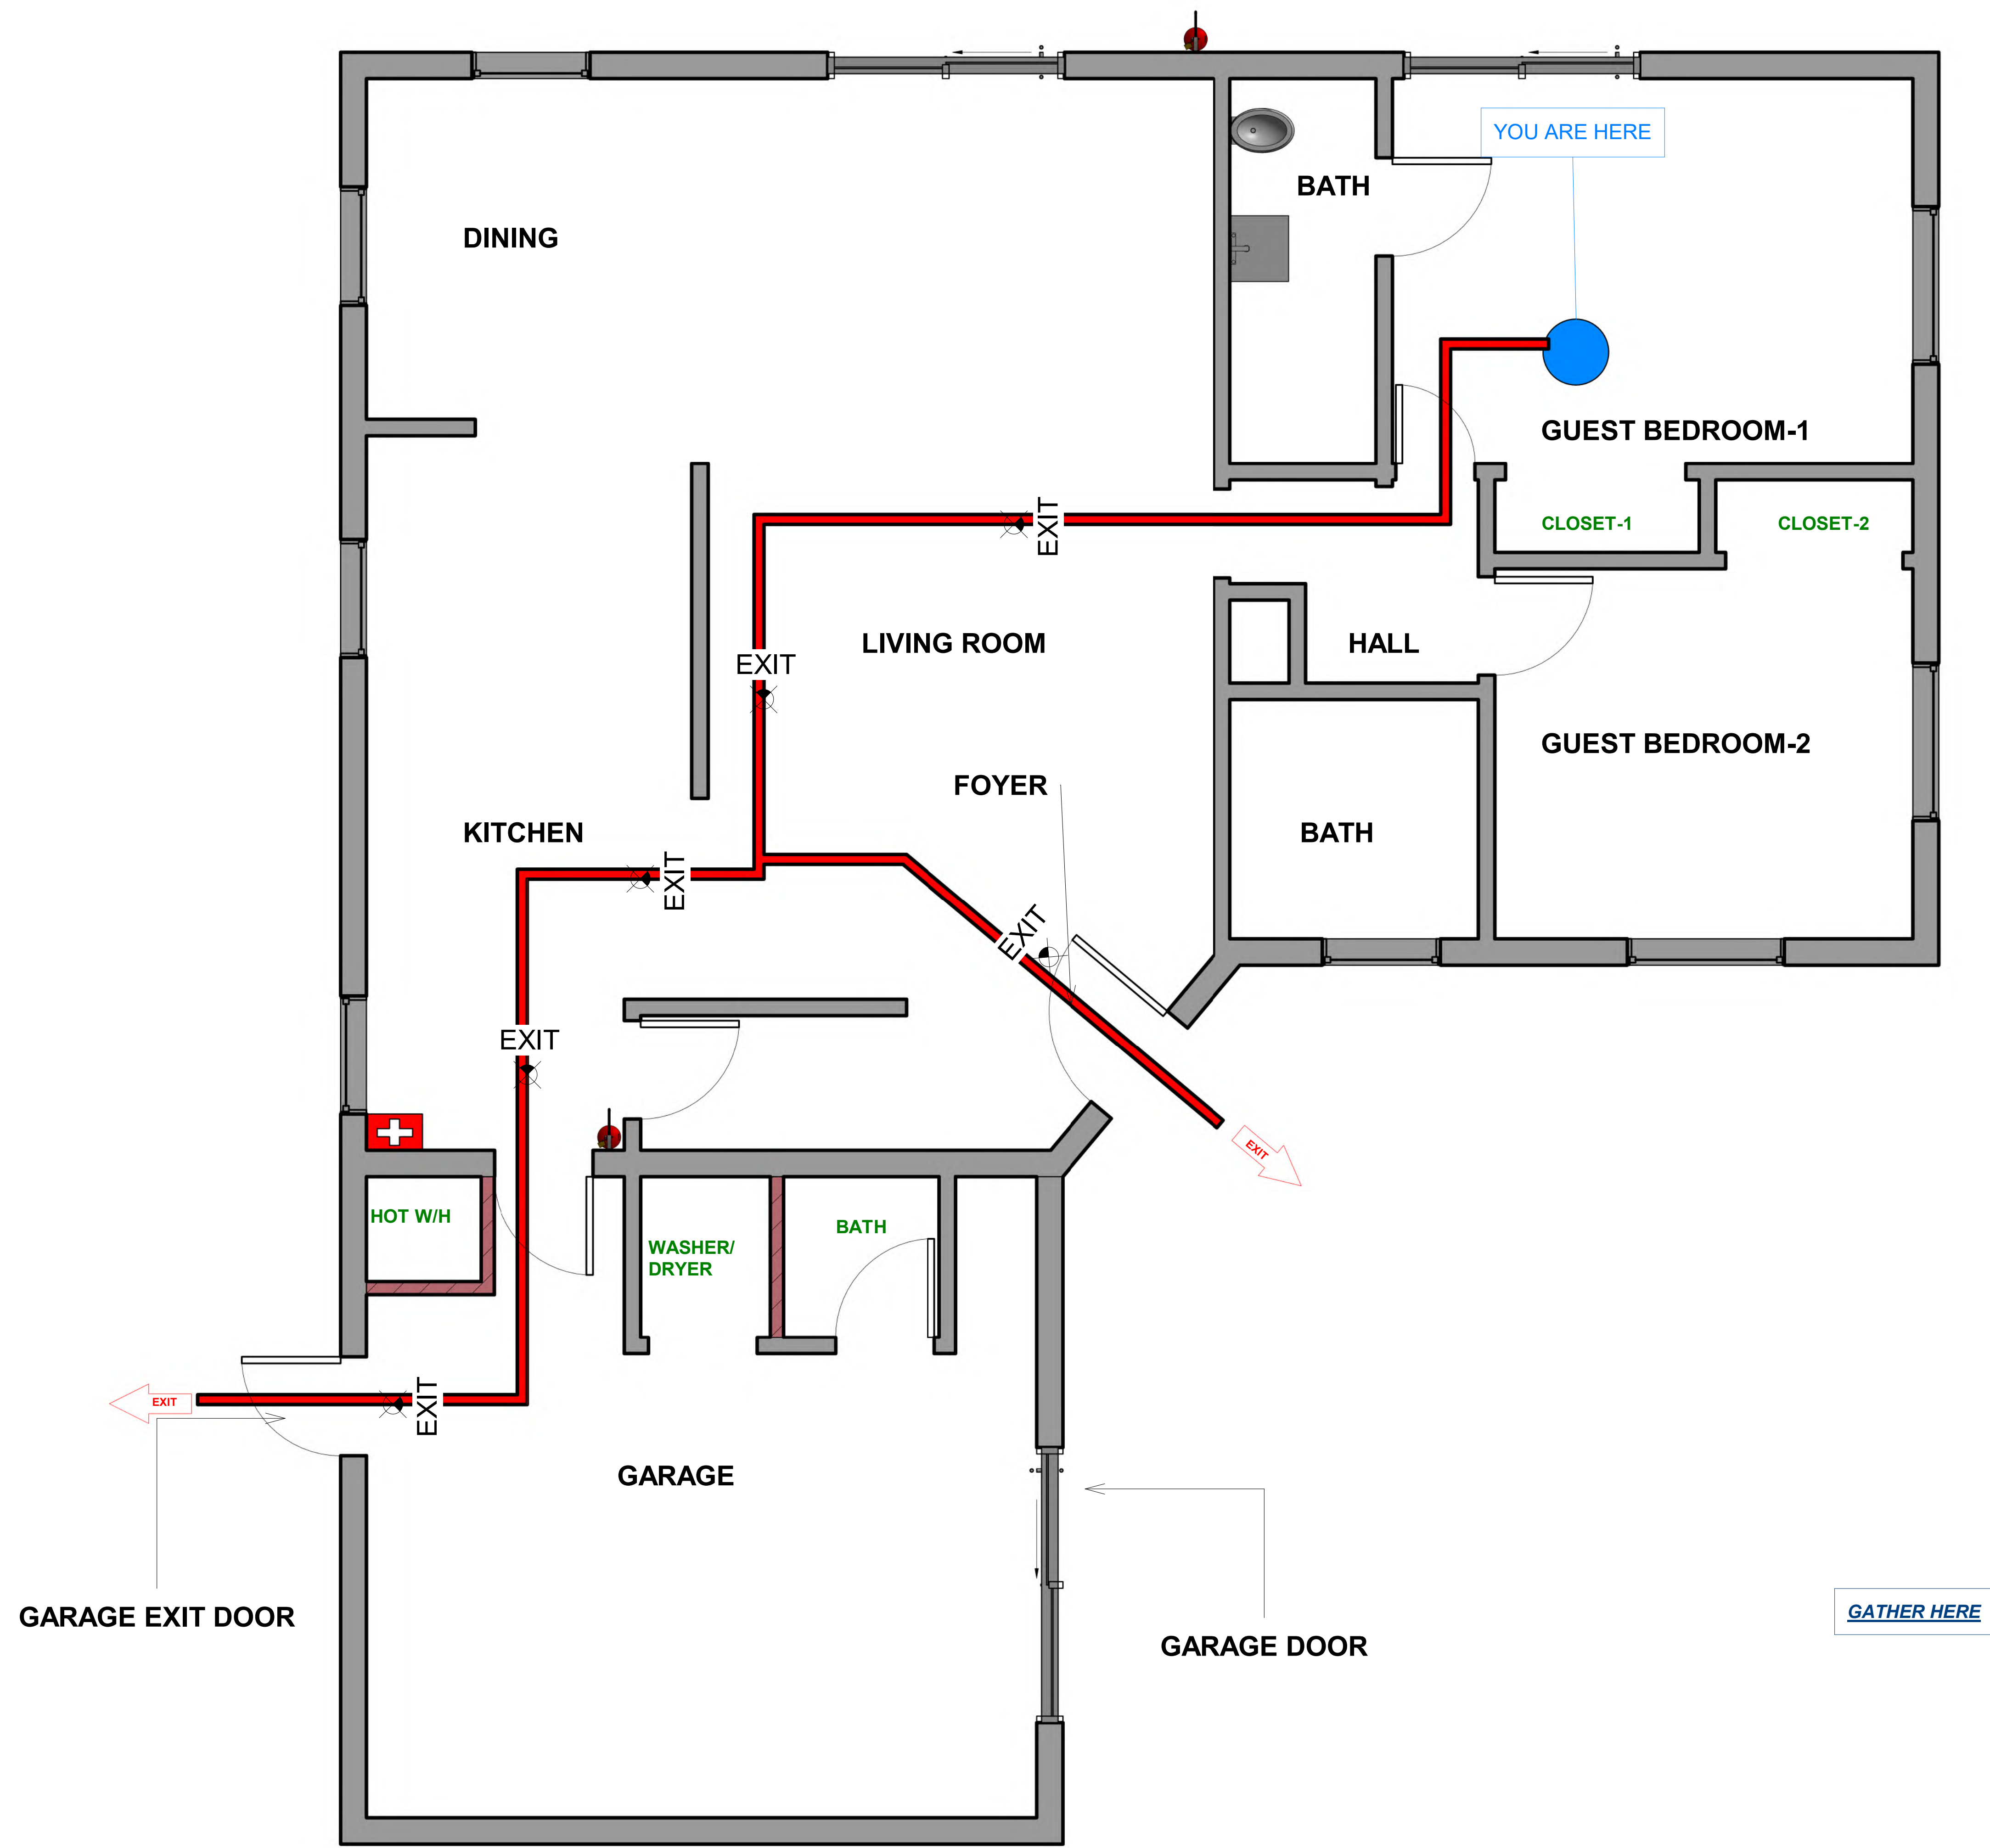 YOU ARE HERE
BATH
DINING
GUEST BEDROOM-1
CLOSET-1
CLOSET-2
EXIT
LIVING ROOM
HALL
EXIT
GUEST BEDROOM-2
FOYER
KITCHEN
BATH
EXIT
EXIT
EXIT
EXIT
HOT W/H
BATH
WASHER/
DRYER
EXIT
EXIT
GARAGE
GARAGE EXIT DOOR
GARAGE DOOR
GATHER HERE